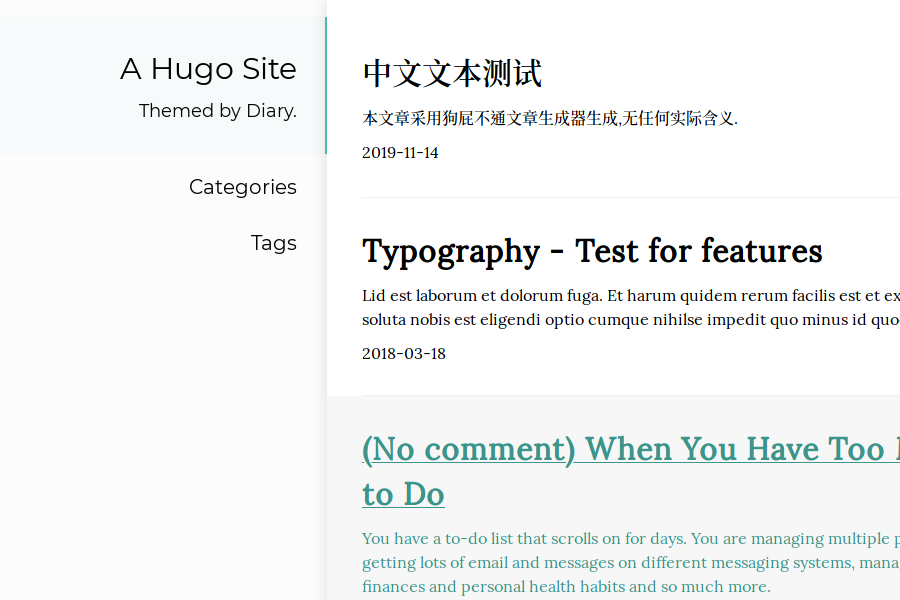 A Hugo Site
Themed by Diary.
Categories
Tags
中文文本测试
本文章采用狗屁不通文章生成器生成,无任何实际含义.
2019-11-14
Typography - Test for features
Lid est laborum et dolorum fuga. Et harum quidem rerum facilis est et
soluta nobis est eligendi optio cumque nihilse impedit quo minus id
2018-03-18
(No comment) When You Have Too
to Do
You have a to-do list that scrolls on for days. You are managing multiple
getting lots of email and messages on different messaging systems,
finances and personal health habits and so much more.